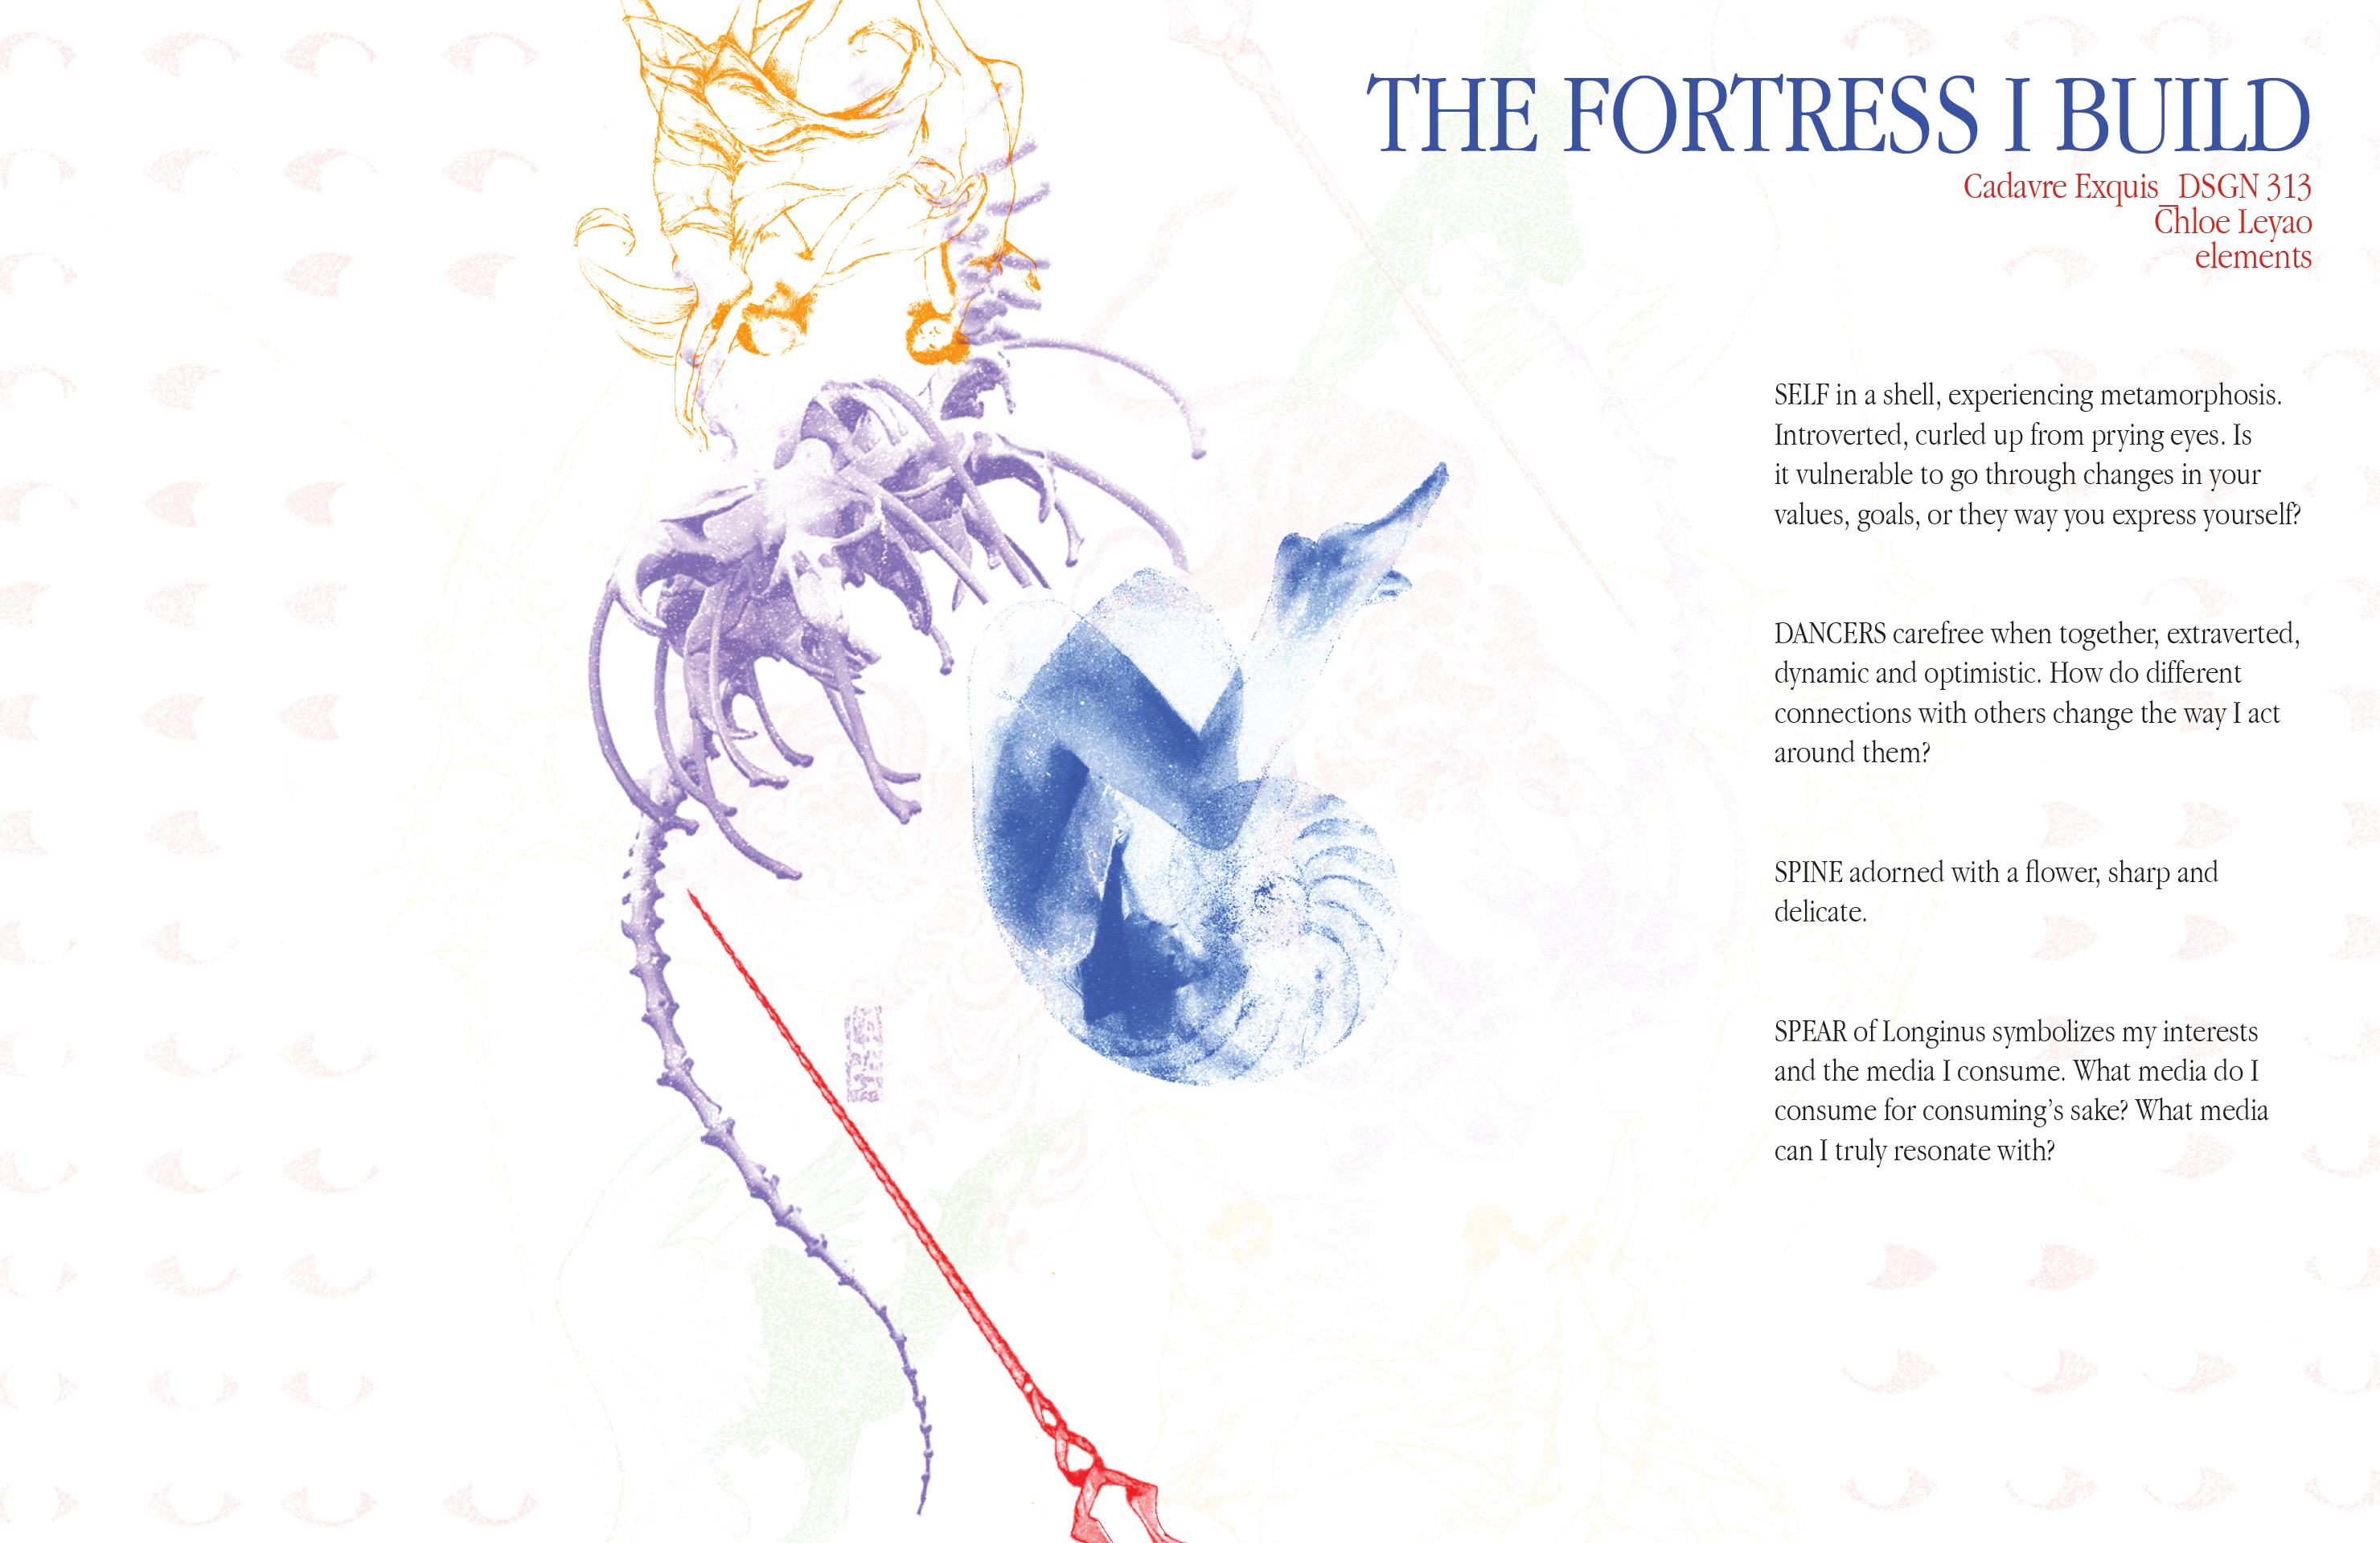 THE FORTRESS I BUILD
Cadavre Exquis_DSGN 313
Chloe Leyao
elements
SELF in a shell, experiencing metamorphosis.
Introverted, curled up from prying eyes. Is
it vulnerable to go through changes in your
values, goals, or they way you express yourself?
DANCERS carefree when together, extraverted,
dynamic and optimistic. How do different
connections with others change the way I act
around them?
SPINE adorned with a flower, sharp and
delicate.
SPEAR of Longinus symbolizes my interests
and the media I consume. What media do I
consume for consuming’s sake? What media
can I truly resonate with?